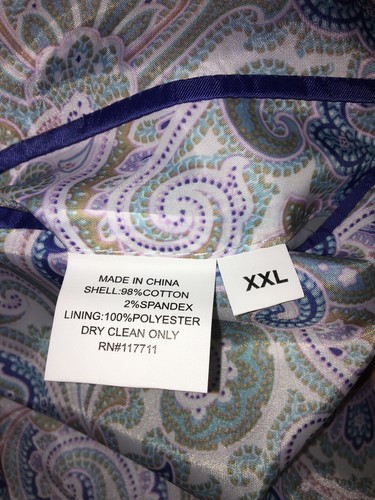 MADE IN CHINA
SHELL:98%COTTON
2%SPANDEX
LINING:100%POLYESTER
DRY CLEAN ONLY
RN#117711
XXL